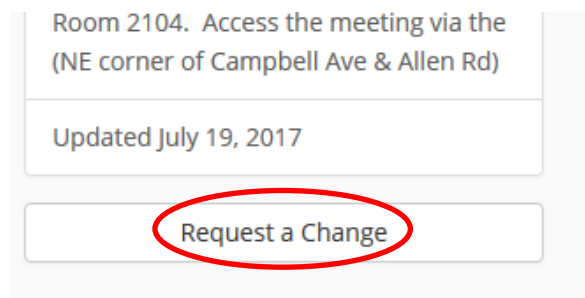 Room 2104. Access the meeting via the
(NE corner of Campbell Ave & Allen Rd)
Updated July 19, 2017
Request a Change